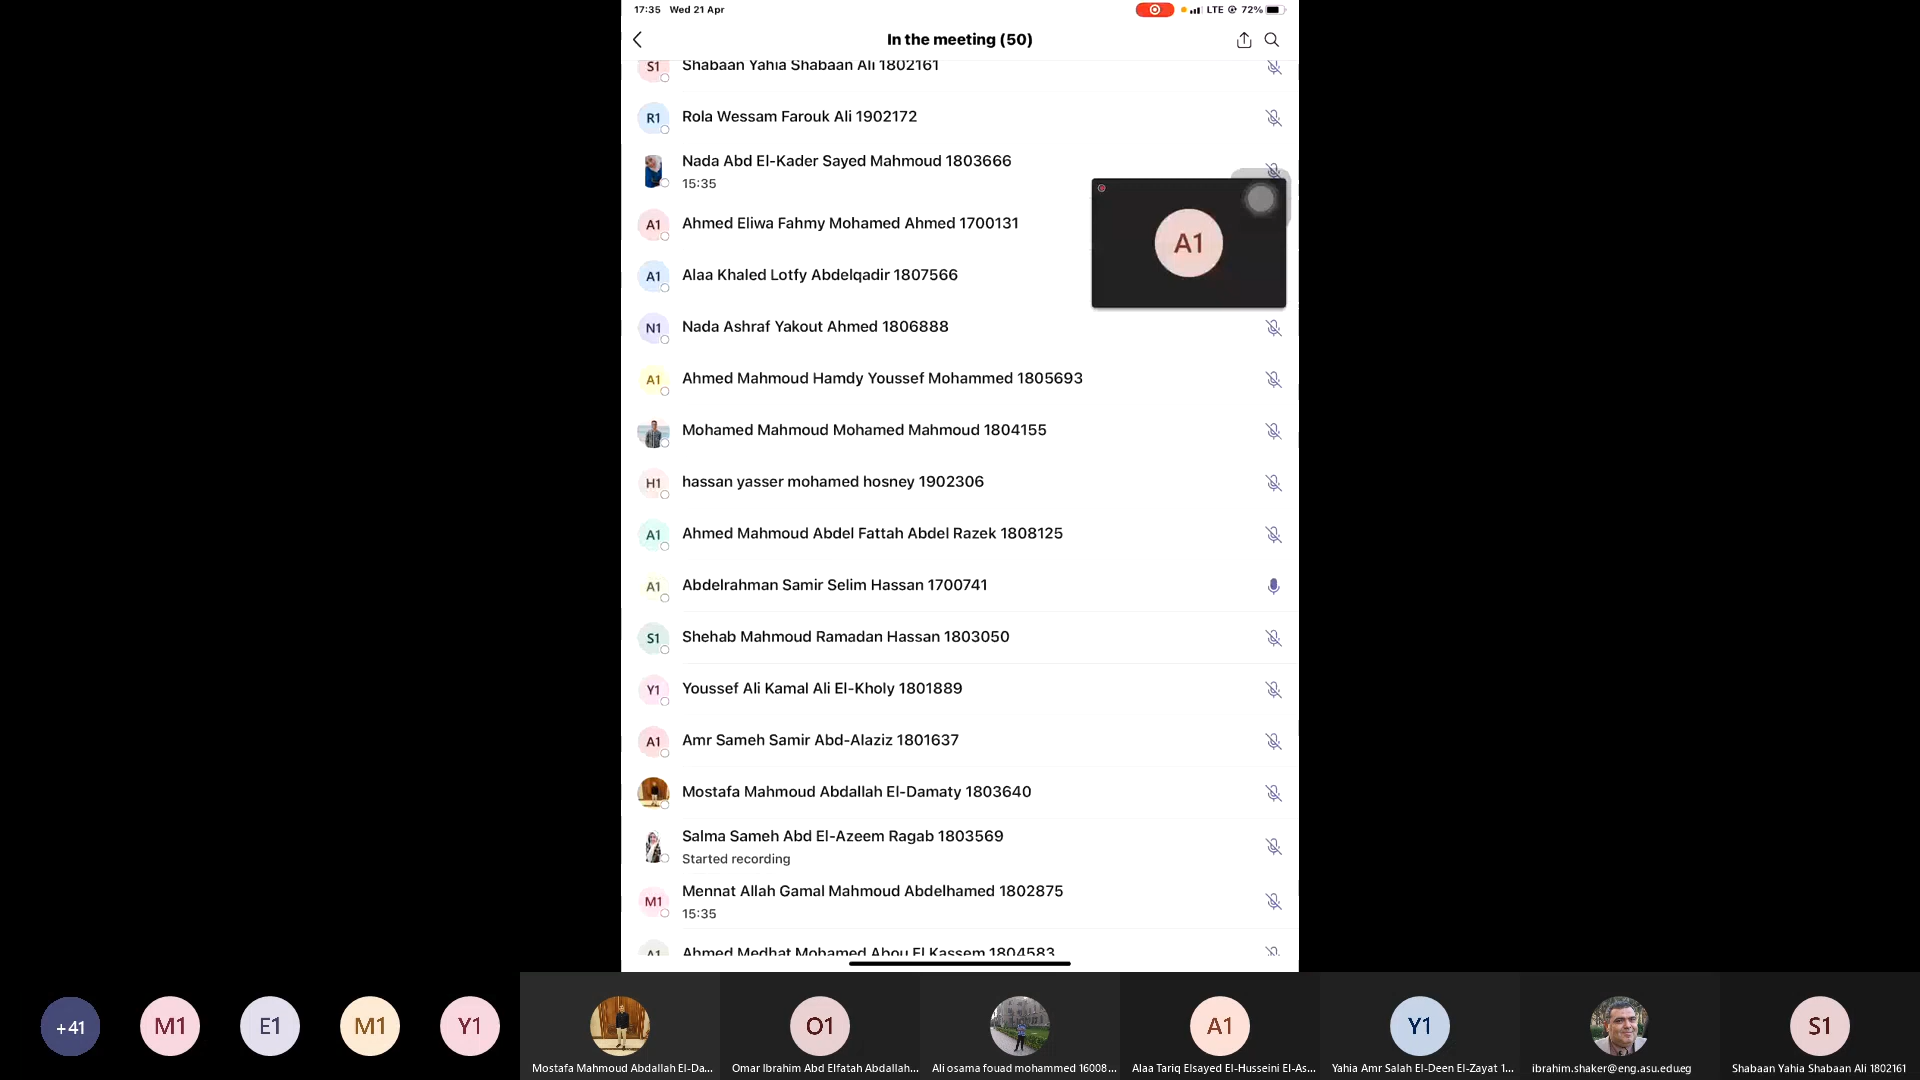 17:35 Wed 21 Apr
LTE 72%
In the meeting (50)
S1 Shabaan Yahia Shabaan Ali 1802161
R1 Rola Wessam Farouk Ali 1902172
Nada Abd El-Kader Sayed Mahmoud 1803666
15:35
A1 Ahmed Eliwa Fahmy Mohamed Ahmed 1700131
A1
A1 Alaa Khaled Lotfy Abdelqadir 1807566
N1 Nada Ashraf Yakout Ahmed 1806888
A1 Ahmed Mahmoud Hamdy Youssef Mohammed 1805693
Mohamed Mahmoud Mohamed Mahmoud 1804155
H1 hassan yasser mohamed hosney 1902306
A1 Ahmed Mahmoud Abdel Fattah Abdel Razek 1808125
A1 Abdelrahman Samir Selim Hassan 1700741
S1 Shehab Mahmoud Ramadan Hassan 1803050
Y1 Youssef Ali Kamal Ali El-Kholy 1801889
A1 Amr Sameh Samir Abd-Alaziz 1801637
Mostafa Mahmoud Abdallah El-Damaty 1803640
Salma Sameh Abd El-Azeem Ragab 1803569
Started recording
M1 Mennat Allah Gamal Mahmoud Abdelhamed 1802875
15:35
A1 Ahmed Medhat Mohamed Abou El Kassem 1804583
+41 M1 E1 M1 Y1 O1 A1 Y1 S1
Mostafa Mahmoud Abdallah El-Da... Omar Ibrahim Abd Elfatah Abdallah... Ali osama fouad mohammed 16008... Alaa Tariq Elsayed El-Husseini El-As... Yahia Amr Salah El-Deen El-Zayat 1... ibrahim.shaker@eng.asu.edu.eg Shabaan Yahia Shabaan Ali 1802161